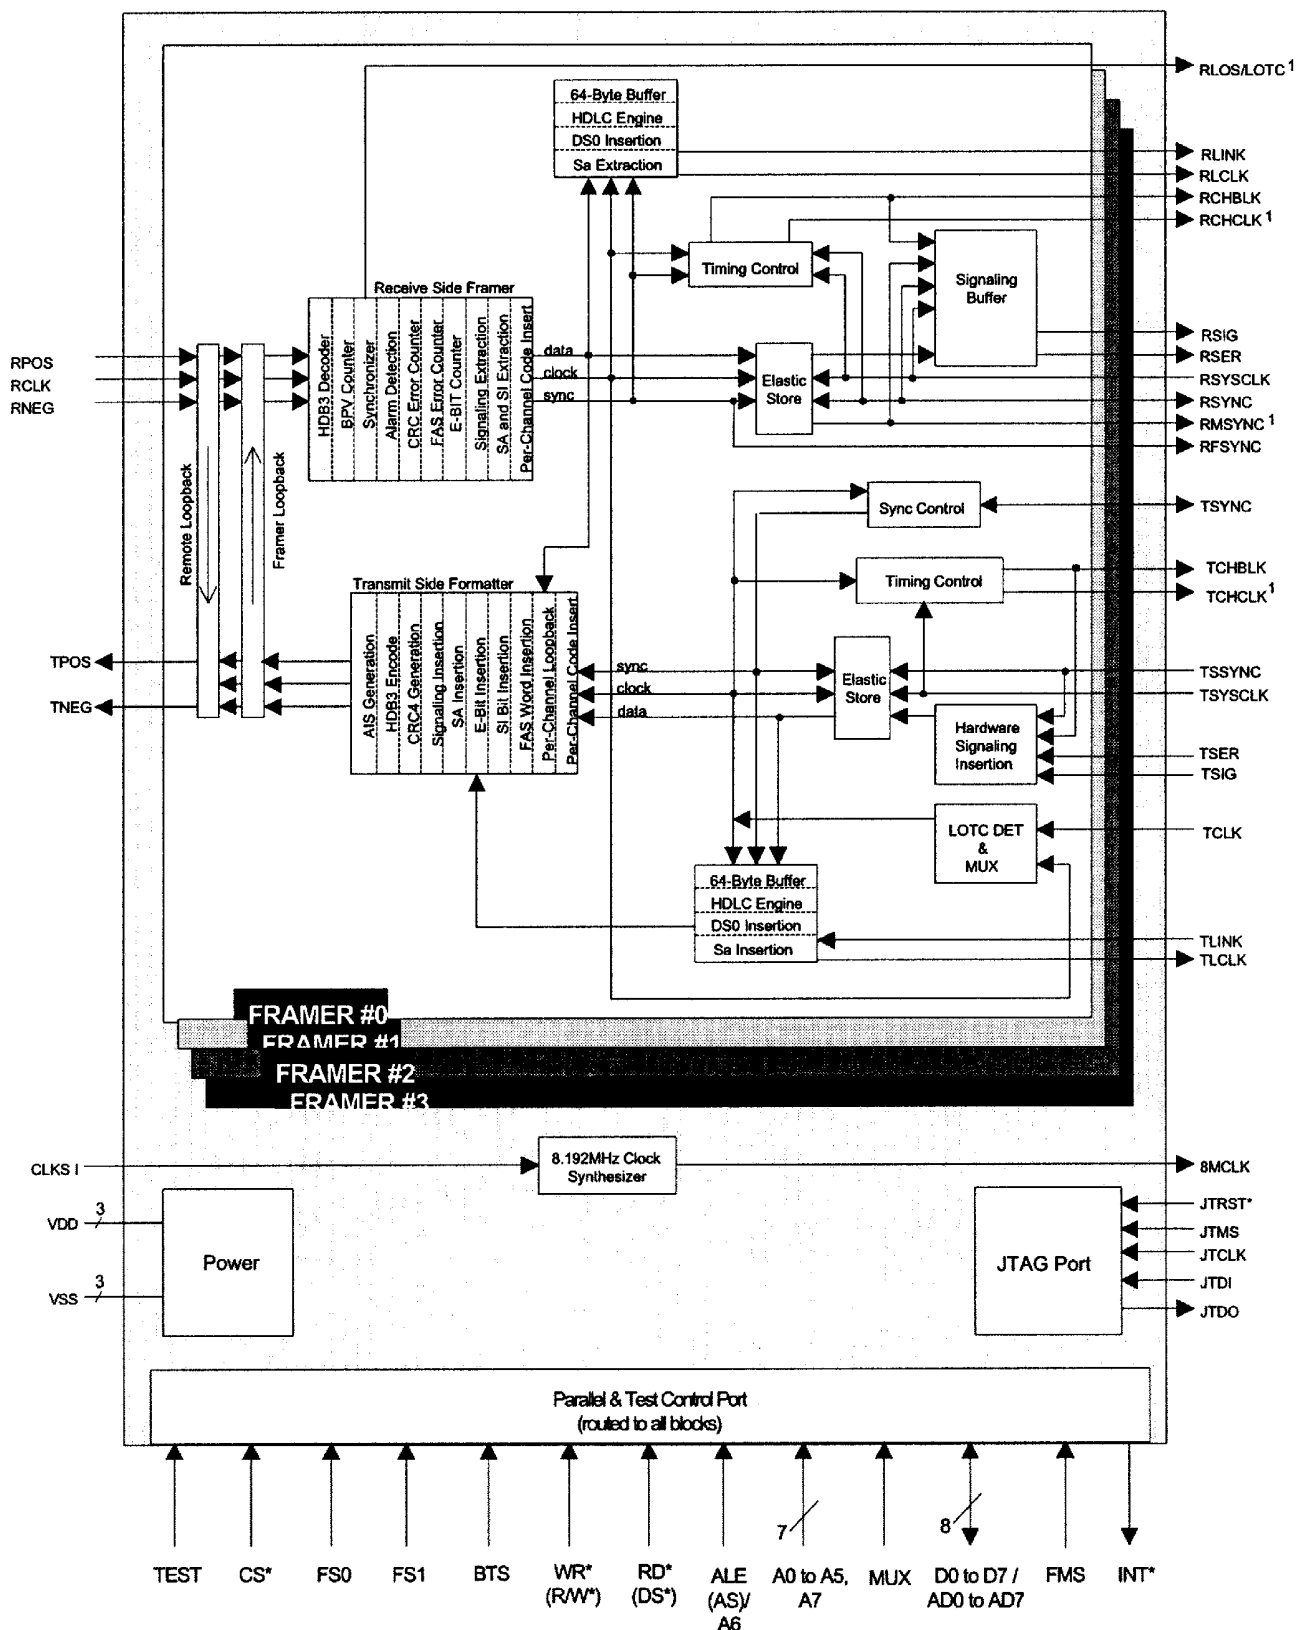 RLOS/LOTC 1
64-Byte Buffer
HDLC Engine
DS0 Insertion
Sa Extraction
RLINK
RLCLK
RCHBLK
RCHCLK 1
Timing Control
Signaling
Buffer
Receive Side Framer
HDB3 Decoder
BPV Counter
Synchronizer
Alarm Detection
CRC Error Counter
FAS Error Counter
E-BIT Counter
Signaling Extraction
SA and SI Extraction
Per-Channel Code Insert
RPOS
RCLK
RNEG
data
clock
sync
Elastic
Store
RSIG
RSER
RSYSCLK
RSYNC
RMSYNC 1
RFSYNC
Remote Loopback
Framer Loopback
Sync Control
TSYNC
Timing Control
TCHBLK
TCHCLK 1
Transmit Side Formatter
AIS Generation
HDB3 Encode
CRC4 Generation
Signaling Insertion
SA Insertion
E-Bit Insertion
SI Bit Insertion
FAS Word Insertion
Per-Channel Loopback
Per-Channel Code Insert
TPOS
TNEG
sync
clock
data
Elastic
Store
TSSYNC
TSYSCLK
Hardware
Signaling
Insertion
TSER
TSIG
LOTC DET
&
MUX
TCLK
64-Byte Buffer
HDLC Engine
DS0 Insertion
Sa Insertion
TLINK
TLCLK
FRAMER #0
FRAMER #1
FRAMER #2
FRAMER #3
CLKS I
8.192MHz Clock
Synthesizer
8MCLK
VDD
3
VSS
3
Power
JTAG Port
JTRST*
JTMS
JTCLK
JTDI
JTDO
Parallel & Test Control Port
(routed to all blocks)
7
8
TEST
CS*
FS0
FS1
BTS
WR*
(R/W*)
RD*
(DS*)
ALE
(AS)/
A6
A0 to A5,
A7
MUX
D0 to D7 /
AD0 to AD7
FMS
INT*